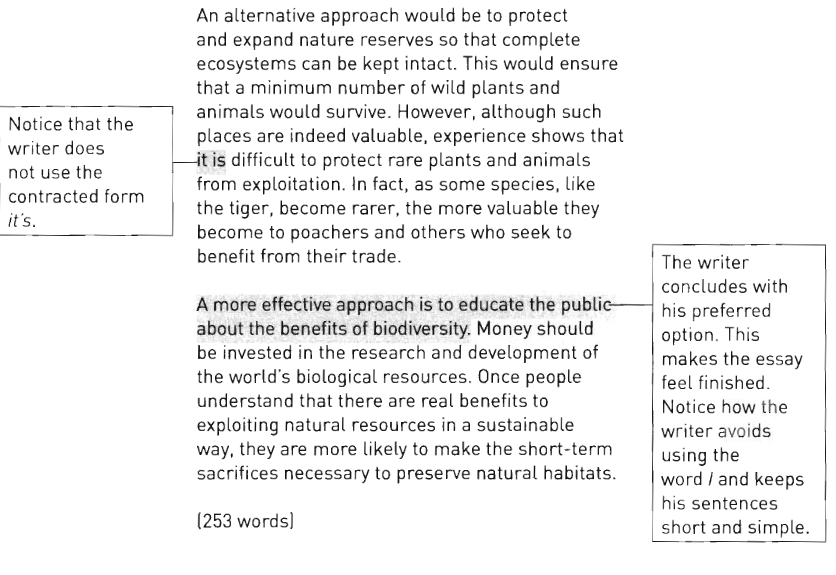 An alternative approach would be to protect
and expand nature reserves so that complete
ecosystems can be kept intact. This would ensure
that a minimum number of wild plants and
animals would survive. However, although such
places are indeed valuable, experience shows that
it is difficult to protect rare plants and animals
from exploitation. In fact, as some species, like
the tiger, become rarer, the more valuable they
become to poachers and others who seek to
benefit from their trade.
Notice that the
writer does
not use the
contracted form
it's.
A more effective approach is to educate the public
about the benefits of biodiversity. Money should
be invested in the research and development of
the world's biological resources. Once people
understand that there are real benefits to
exploiting natural resources in a sustainable
way, they are more likely to make the short-term
sacrifices necessary to preserve natural habitats.
(253 words)
The writer
concludes with
his preferred
option. This
makes the essay
feel finished.
Notice how the
writer avoids
using the
word I and keeps
his sentences
short and simple.